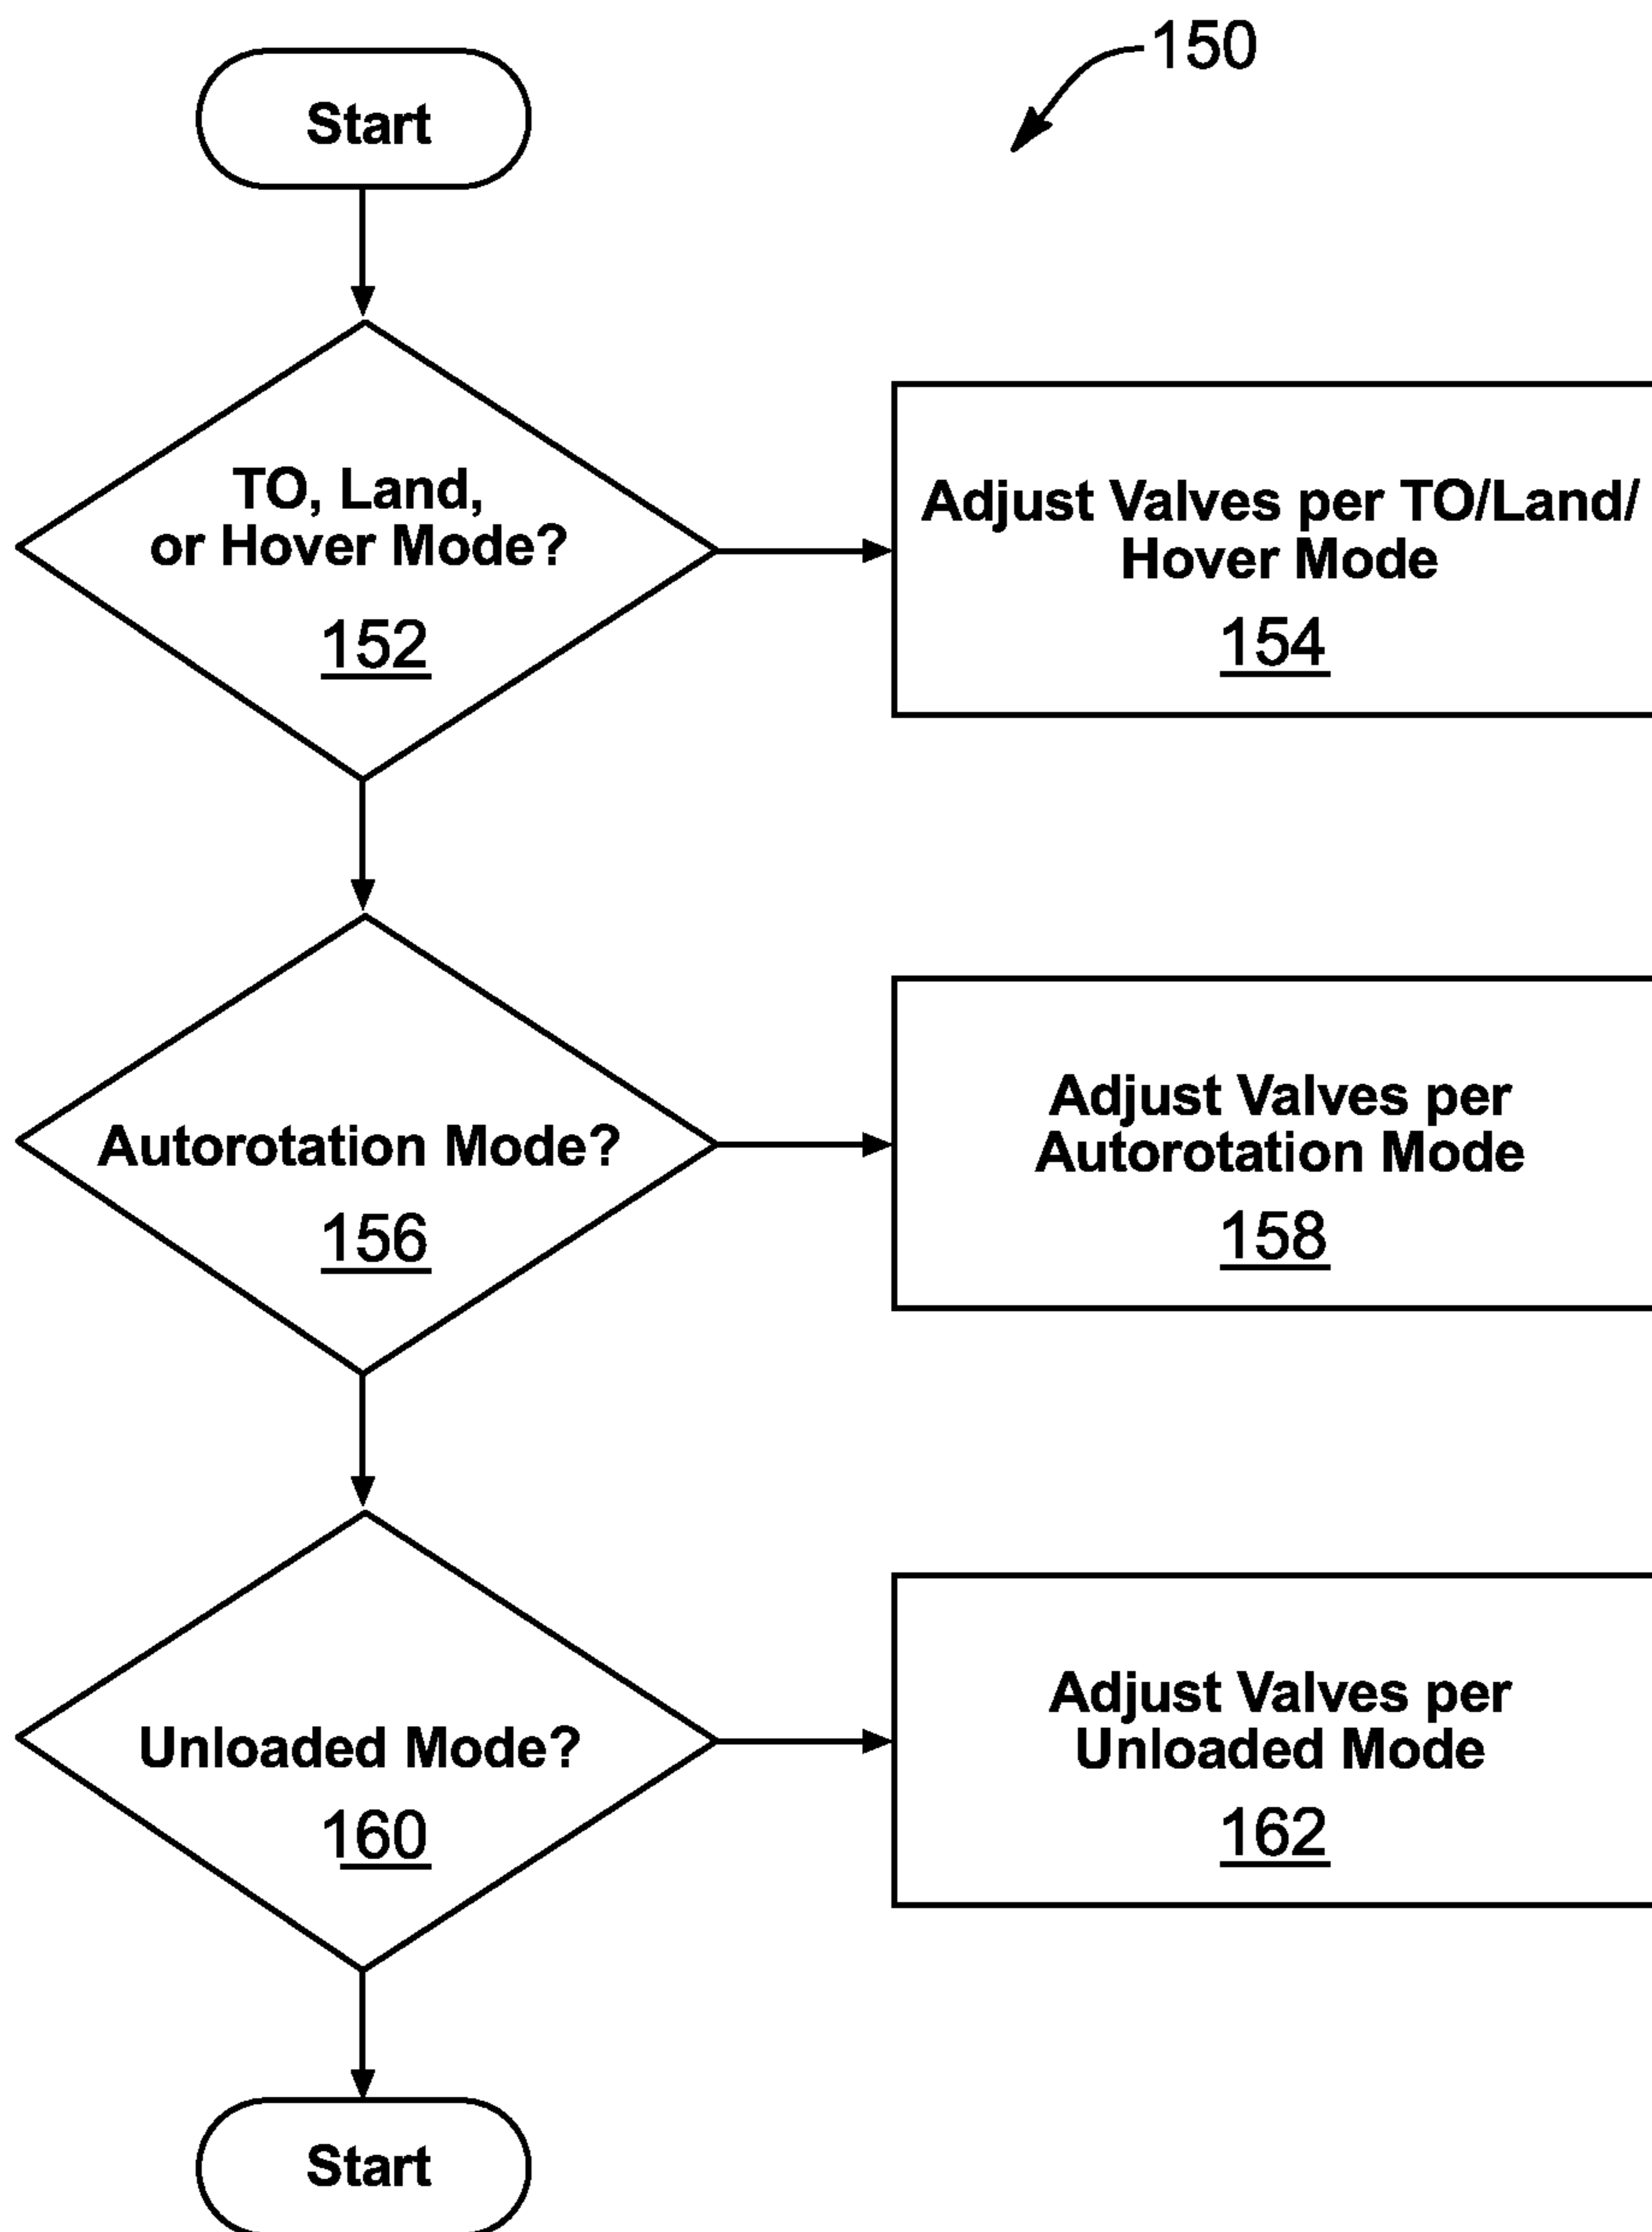 150
Start
TO, Land,
or Hover Mode?
152
Adjust Valves per TO/Land/
Hover Mode
154
Autorotation Mode?
156
Adjust Valves per
Autorotation Mode
158
Unloaded Mode?
160
Adjust Valves per
Unloaded Mode
162
Start